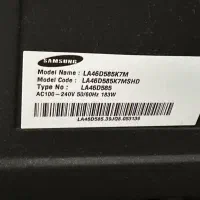 SAMSUNG
Model Name : LA46D585K7M
Model Code : LA46D585K7MSHD
Type No : LA46D585
AC100-240V 50/60Hz 183W